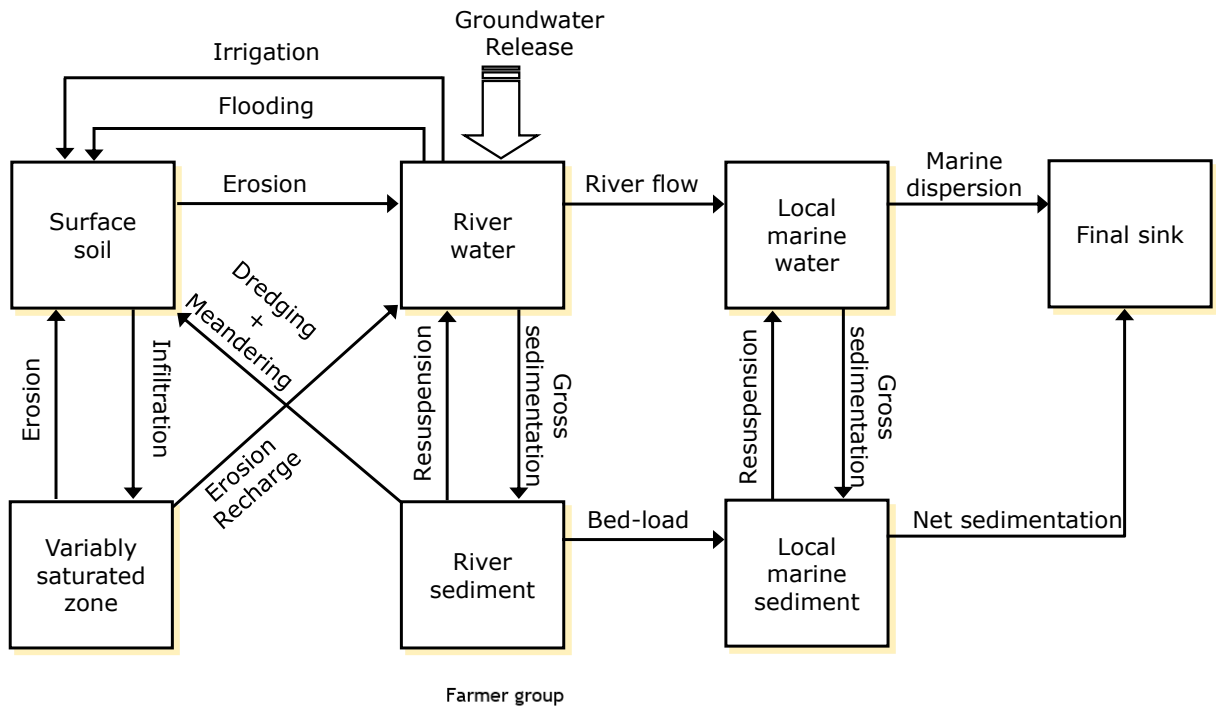 Groundwater
Release
Irrigation
Flooding
Surface
soil
Erosion
River
water
River flow
Local
marine
water
Marine
dispersion
Final sink
Dredging
+
Meandering
Erosion
Infiltration
Erosion
Recharge
Resuspension
Gross
sedimentation
Resuspension
Gross
sedimentation
Variably
saturated
zone
River
sediment
Bed-load
Local
marine
sediment
Net sedimentation
Farmer group